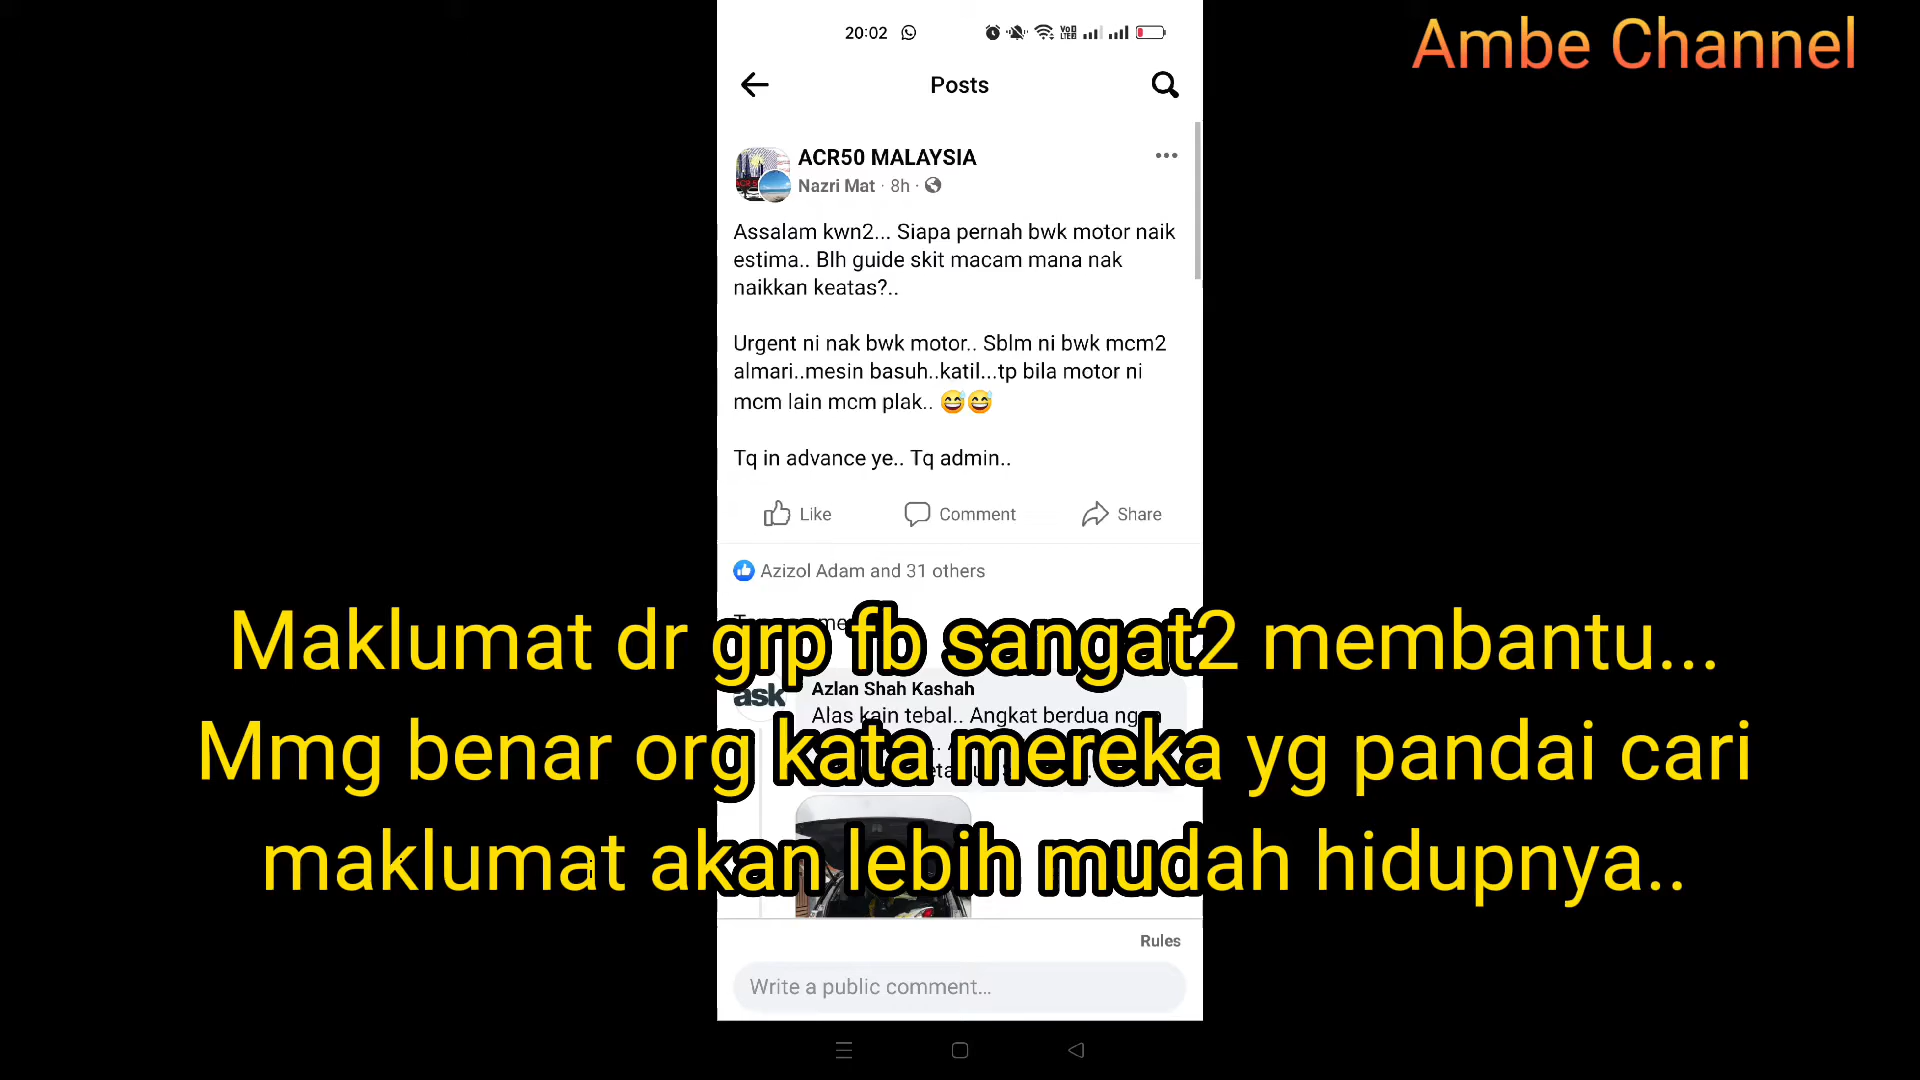 Ambe Channel
20:02
Posts
ACR50 MALAYSIA
Nazri Mat · 8h ·
Assalam kwn2... Siapa pernah bwk motor naik
estima.. Blh guide skit macam mana nak
naikkan keatas?..
Urgent ni nak bwk motor.. Sblm ni bwk mcm2
almari..mesin basuh..katil...tp bila motor ni
mcm lain mcm plak.. 😅😅
Tq in advance ye.. Tq admin..
Like
Comment
Share
Azizol Adam and 31 others
Maklumat dr grp fb sangat2 membantu...
ask
Azlan Shah Kashah
Alas kain tebal.. Angkat berdua
Mmg benar org kata mereka yg pandai cari
maklumat akan lebih mudah hidupnya..
Rules
Write a public comment...